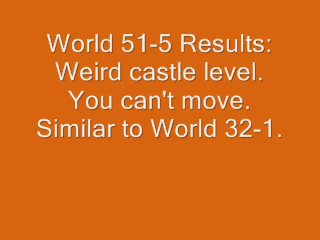 World 51-5 Results:
Weird castle level.
You can't move.
Similar to World 32-1.